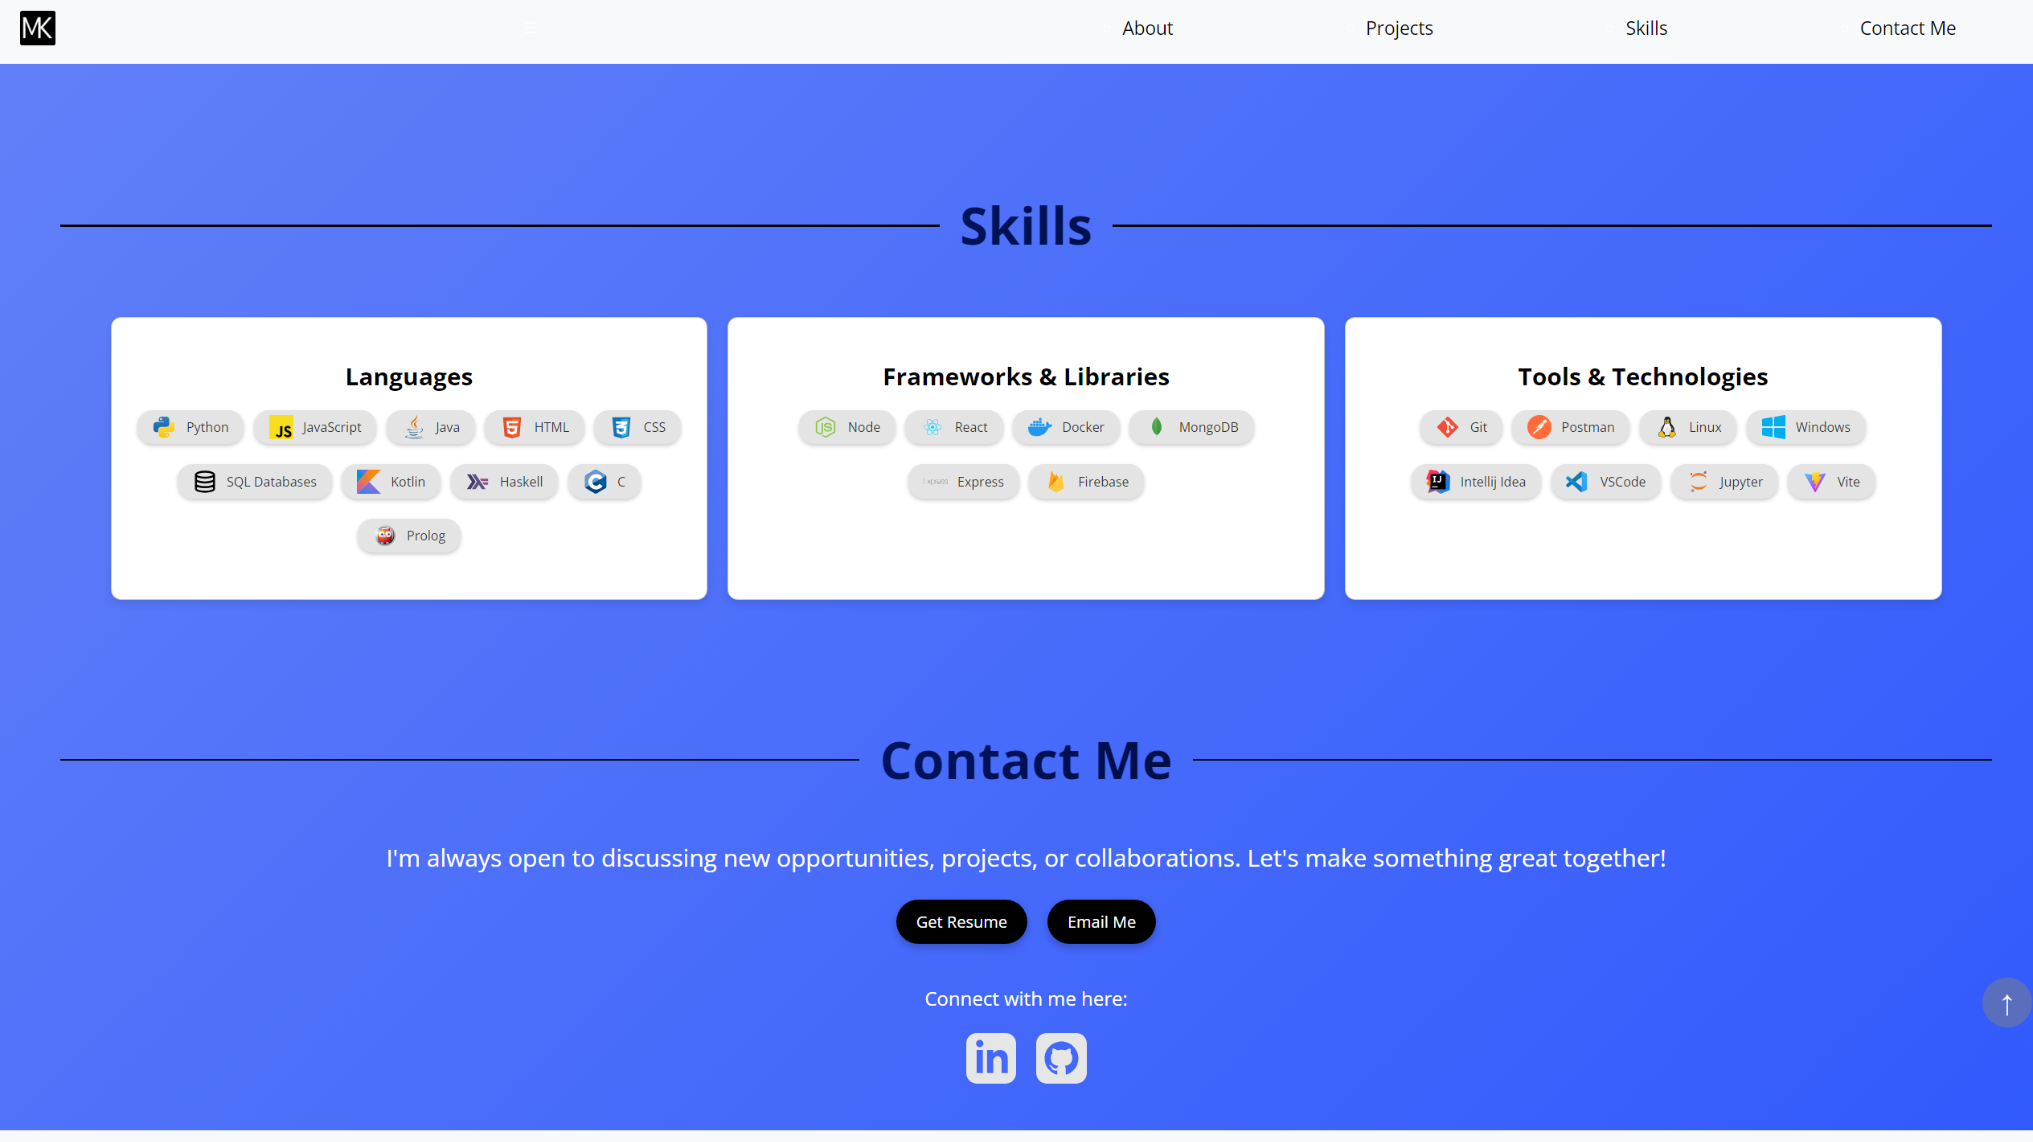 MK About Projects Skills Contact Me
Skills
Languages
Python JavaScript Java HTML CSS
SQL Databases Kotlin Haskell C
Prolog
Frameworks & Libraries
Node React Docker MongoDB
Express Firebase
Tools & Technologies
Git Postman Linux Windows
Intellij Idea VSCode Jupyter Vite
Contact Me
I'm always open to discussing new opportunities, projects, or collaborations. Let's make something great together!
Get Resume Email Me
Connect with me here:
in